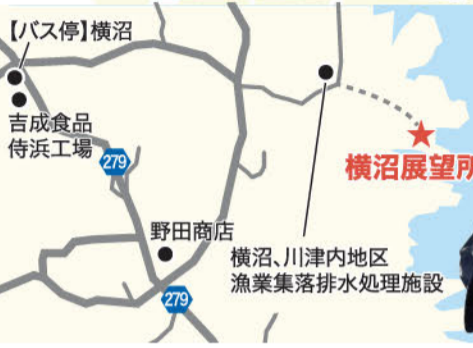 【バス停】横沼
吉成食品
侍浜工場
279
横沼展望所
野田商店
横沼、川津内地区
漁業集落排水処理施設
279